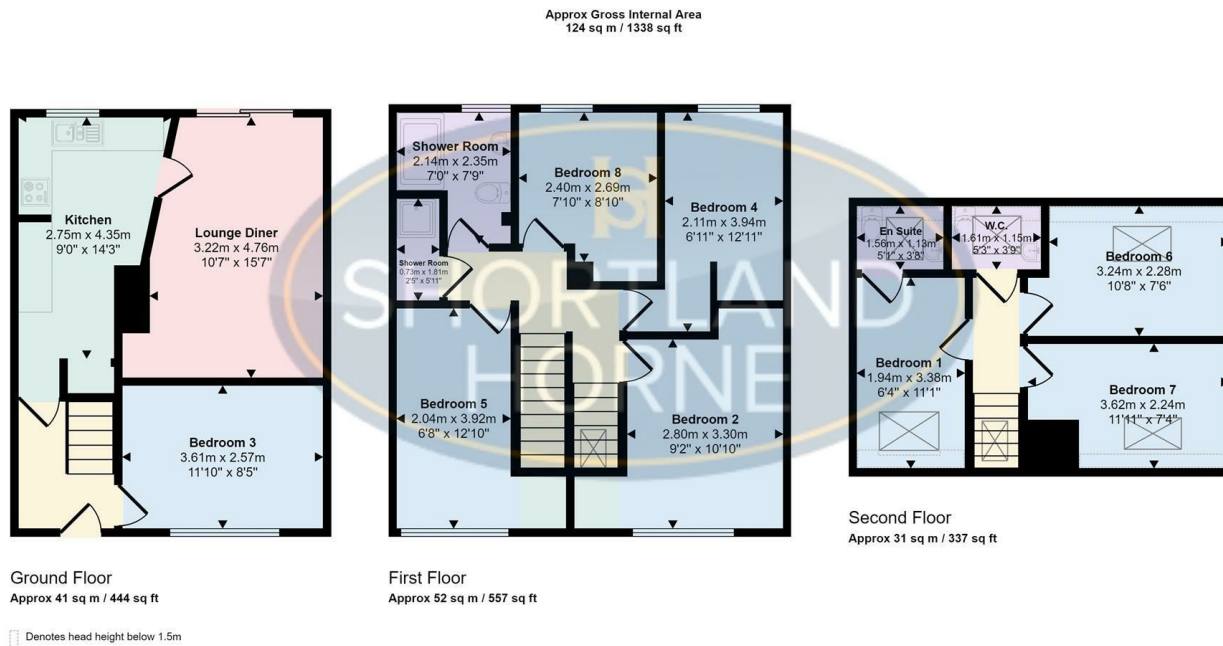 Approx Gross Internal Area
124 sq m / 1338 sq ft
Kitchen
2.75m x 4.35m
9'0" x 14'3"
Lounge Diner
3.22m x 4.76m
10'7" x 15'7"
Bedroom 3
3.61m x 2.57m
11'10" x 8'5"
Ground Floor
Approx 41 sq m / 444 sq ft
Shower Room
2.14m x 2.35m
7'0" x 7'9"
Bedroom 8
2.40m x 2.69m
7'10" x 8'10"
Bedroom 4
2.11m x 3.94m
6'11" x 12'11"
Shower Room
0.73m x 1.81m
2'5" x 5'11"
Bedroom 5
2.04m x 3.92m
6'8" x 12'10"
Bedroom 2
2.80m x 3.30m
9'2" x 10'10"
First Floor
Approx 52 sq m / 557 sq ft
En Suite
1.56m x 1.13m
5'1" x 3'8"
W.C.
1.61m x 1.15m
5'3" x 3'9"
Bedroom 6
3.24m x 2.28m
10'8" x 7'6"
Bedroom 1
1.94m x 3.38m
6'4" x 11'1"
Bedroom 7
3.62m x 2.24m
11'11" x 7'4"
Second Floor
Approx 31 sq m / 337 sq ft
SHORTLAND
HORNE
Denotes head height below 1.5m